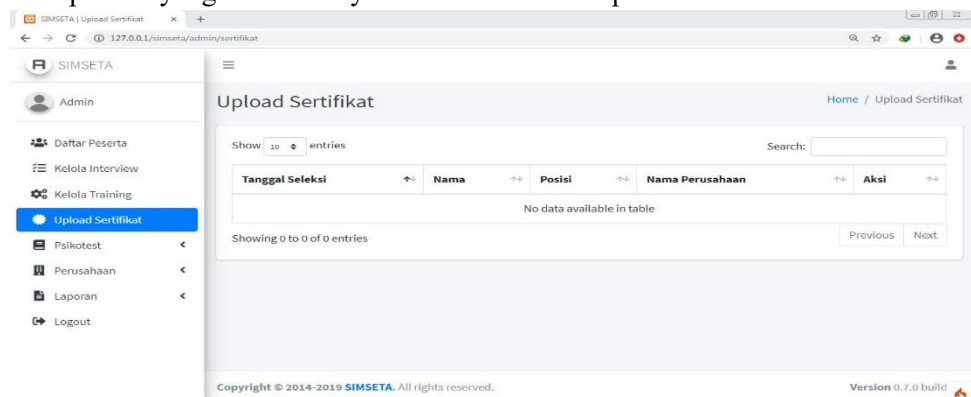 SIMSETA | Upload Sertifikat
127.0.0.1/simseta/admin/sertifikat
SIMSETA
Admin
Upload Sertifikat
Home / Upload Sertifikat
Daftar Peserta
Kelola Interview
Kelola Training
Upload Sertifikat
Psikotest
Perusahaan
Laporan
Logout
Show 10 entries
Search:
Tanggal Seleksi Nama Posisi Nama Perusahaan Aksi
No data available in table
Showing 0 to 0 of 0 entries
Previous Next
Copyright © 2014-2019 SIMSETA. All rights reserved.
Version 0.7.0 build